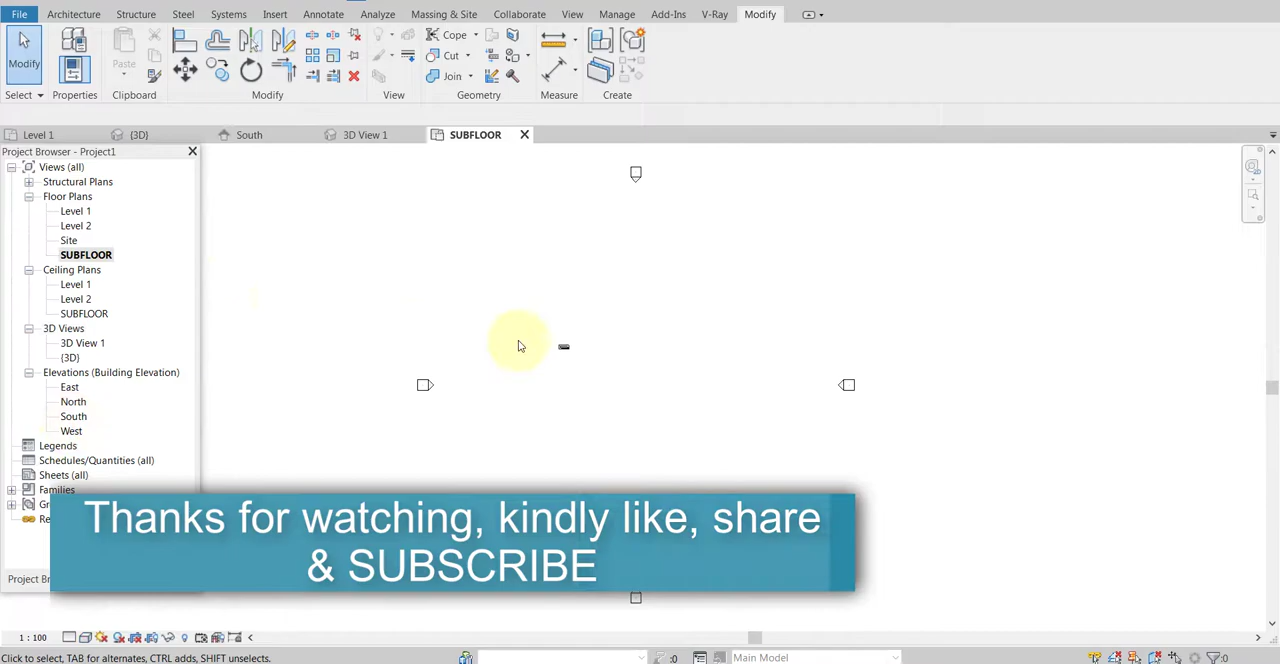 File Architecture Structure Steel Systems Insert Annotate Analyze Massing & Site Collaborate View Manage Add-Ins V-Ray Modify
Modify
Paste
Cope
Cut
Join
Select Properties Clipboard Modify View Geometry Measure Create
Level 1 {3D} South 3D View 1 SUBFLOOR
Project Browser - Project1
Views (all)
Structural Plans
Floor Plans
Level 1
Level 2
Site
SUBFLOOR
Ceiling Plans
Level 1
Level 2
SUBFLOOR
3D Views
3D View 1
{3D}
Elevations (Building Elevation)
East
North
South
West
Legends
Schedules/Quantities (all)
Sheets (all)
Families
Gr
Re
Project Br
Thanks for watching, kindly like, share
& SUBSCRIBE
1 : 100
Click to select, TAB for alternates, CTRL adds, SHIFT unselects. :0 Main Model :0